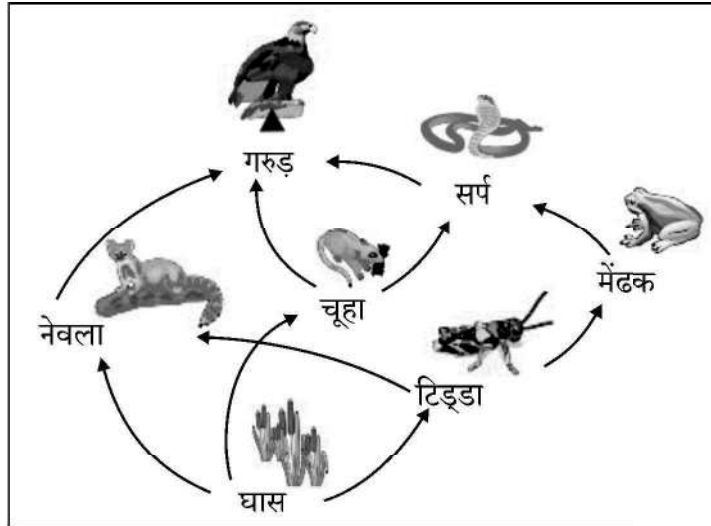 गरुड़
सर्प
मेंढक
चूहा
नेवला
टिड्डा
घास